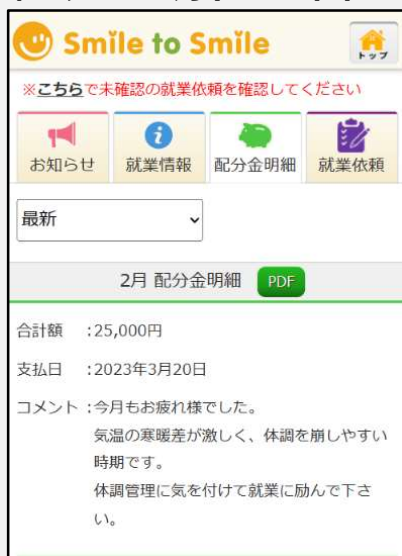 Smile to Smile
トップ
※こちらで未確認の就業依頼を確認してください
お知らせ
就業情報
配分金明細
就業依頼
最新
2月 配分金明細 PDF
合計額 :25,000円
支払日 :2023年3月20日
コメント :今月もお疲れ様でした。
気温の寒暖差が激しく、体調を崩しやすい
時期です。
体調管理に気を付けて就業に励んで下さ
い。